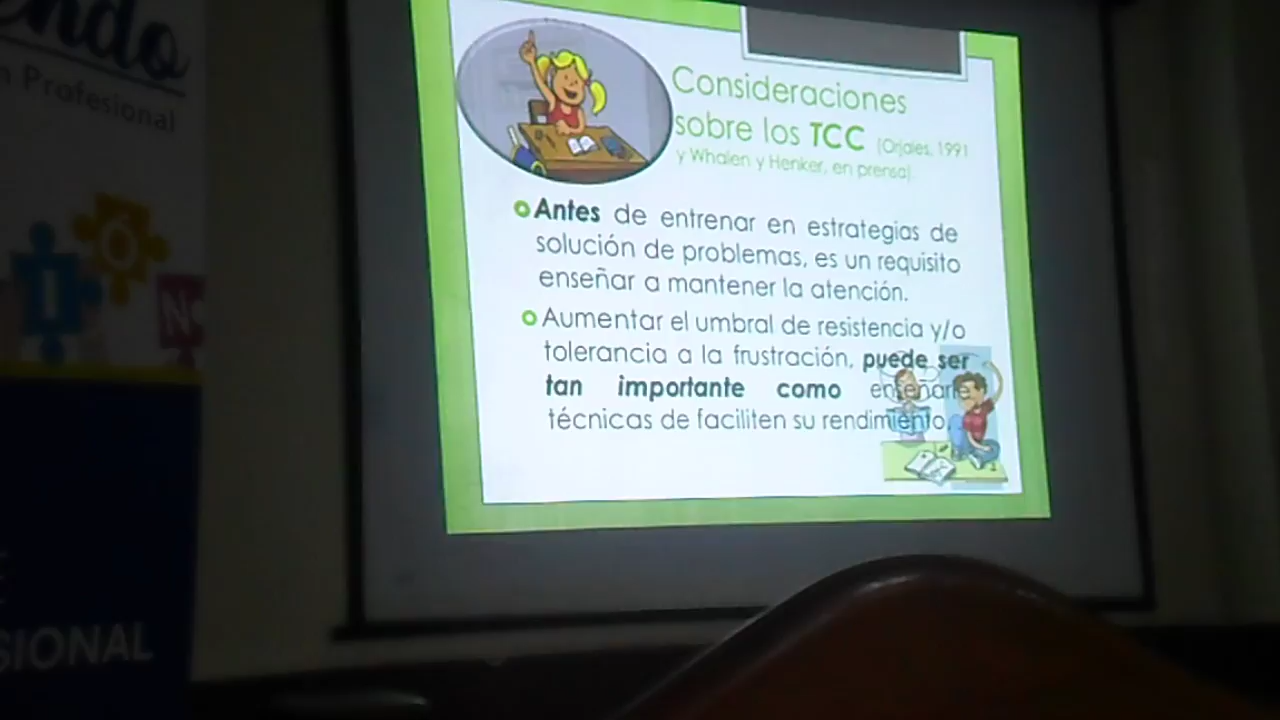 ndo
n Profesional
I
O
N
SIONAL
Consideraciones
sobre los TCC (Orjales, 1991
y Whalen y Henker, en prensa)
Antes de entrenar en estrategias de
solución de problemas, es un requisito
enseñar a mantener la atención.
Aumentar el umbral de resistencia y/o
tolerancia a la frustración, puede ser
tan importante como enseñarle
técnicas de faciliten su rendimiento.